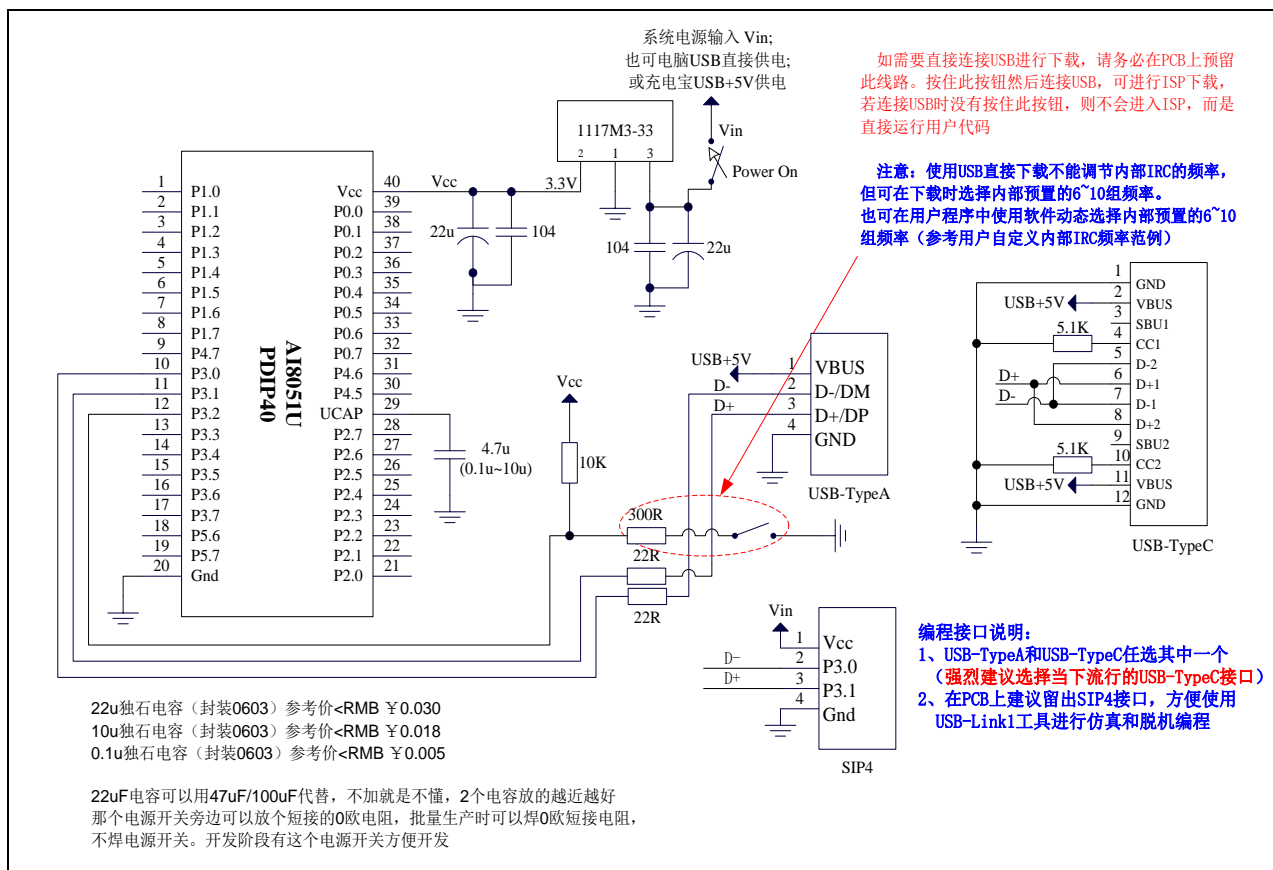 系统电源输入 Vin;
也可电脑USB直接供电;
或充电宝USB+5V供电
如需要直接连接USB进行下载，请务必在PCB上预留
此线路。按住此按钮然后连接USB，可进行ISP下载，
若连接USB时没有按住此按钮，则不会进入ISP，而是
直接运行用户代码
注意：使用USB直接下载不能调节内部IRC的频率，
但可在下载时选择内部预置的6~10组频率。
也可在用户程序中使用软件动态选择内部预置的6~10
组频率（参考用户自定义内部IRC频率范例）
1117M3-33
2 1 3
Vin
Power On
3.3V
Vcc
22u
104
104
22u
AI8051U
PDIP40
1 P1.0
2 P1.1
3 P1.2
4 P1.3
5 P1.4
6 P1.5
7 P1.6
8 P1.7
9 P4.7
10 P3.0
11 P3.1
12 P3.2
13 P3.3
14 P3.4
15 P3.5
16 P3.6
17 P3.7
18 P5.6
19 P5.7
20 Gnd
Vcc 40
P0.0 39
P0.1 38
P0.2 37
P0.3 36
P0.4 35
P0.5 34
P0.6 33
P0.7 32
P4.6 31
P4.5 30
UCAP 29
P2.7 28
P2.6 27
P2.5 26
P2.4 25
P2.3 24
P2.2 23
P2.1 22
P2.0 21
4.7u
(0.1u~10u)
Vcc
10K
300R
22R
22R
USB+5V
D-
D+
1 VBUS
2 D-/DM
3 D+/DP
4 GND
USB-TypeA
1 GND
2 VBUS
3 SBU1
4 CC1
5 D-2
6 D+1
7 D-1
8 D+2
9 SBU2
10 CC2
11 VBUS
12 GND
USB+5V
5.1K
D+
D-
5.1K
USB+5V
USB-TypeC
Vin
D-
D+
1 Vcc
2 P3.0
3 P3.1
4 Gnd
SIP4
编程接口说明：
1、USB-TypeA和USB-TypeC任选其中一个
（强烈建议选择当下流行的USB-TypeC接口）
2、在PCB上建议留出SIP4接口，方便使用
USB-Link1工具进行仿真和脱机编程
22u独石电容（封装0603）参考价<RMB ￥0.030
10u独石电容（封装0603）参考价<RMB ￥0.018
0.1u独石电容（封装0603）参考价<RMB ￥0.005
22uF电容可以用47uF/100uF代替，不加就是不懂，2个电容放的越近越好
那个电源开关旁边可以放个短接的0欧电阻，批量生产时可以焊0欧短接电阻，
不焊电源开关。开发阶段有这个电源开关方便开发